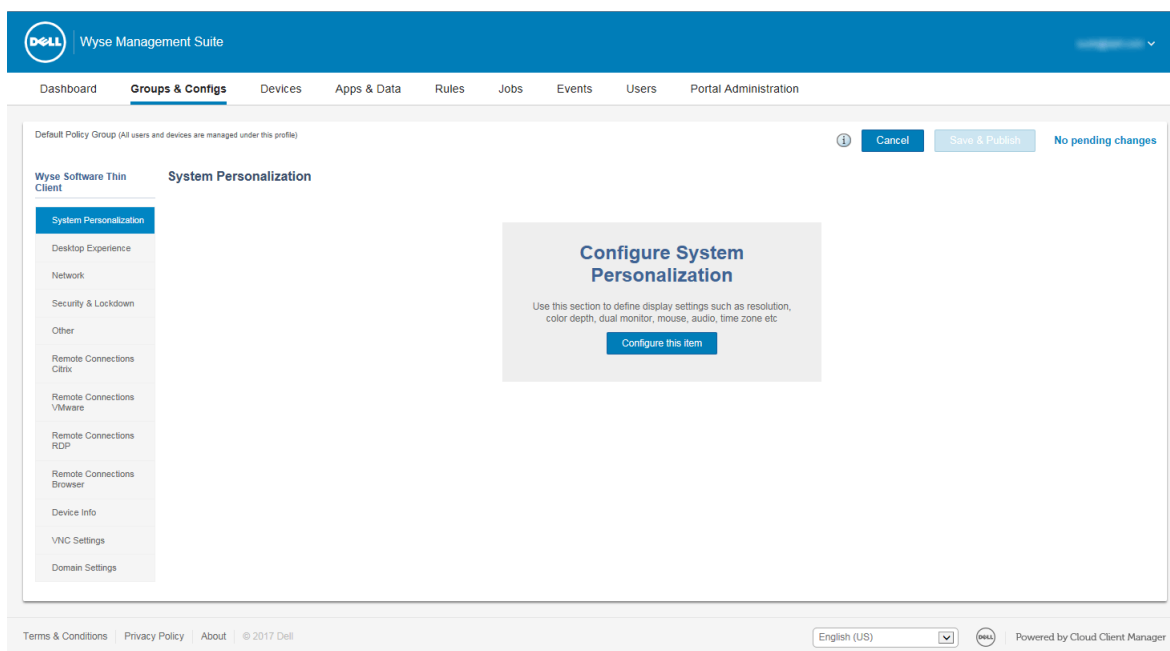 DELL
Wyse Management Suite
Dashboard Groups & Configs Devices Apps & Data Rules Jobs Events Users Portal Administration
Default Policy Group (All users and devices are managed under this profile)
i Cancel Save & Publish No pending changes
Wyse Software Thin
Client
System Personalization
System Personalization
Desktop Experience
Network
Security & Lockdown
Other
Remote Connections
Citrix
Remote Connections
VMware
Remote Connections
RDP
Remote Connections
Browser
Device Info
VNC Settings
Domain Settings
Configure System
Personalization
Use this section to define display settings such as resolution,
color depth, dual monitor, mouse, audio, time zone etc
Configure this item
Terms & Conditions Privacy Policy About © 2017 Dell
English (US)
DELL
Powered by Cloud Client Manager